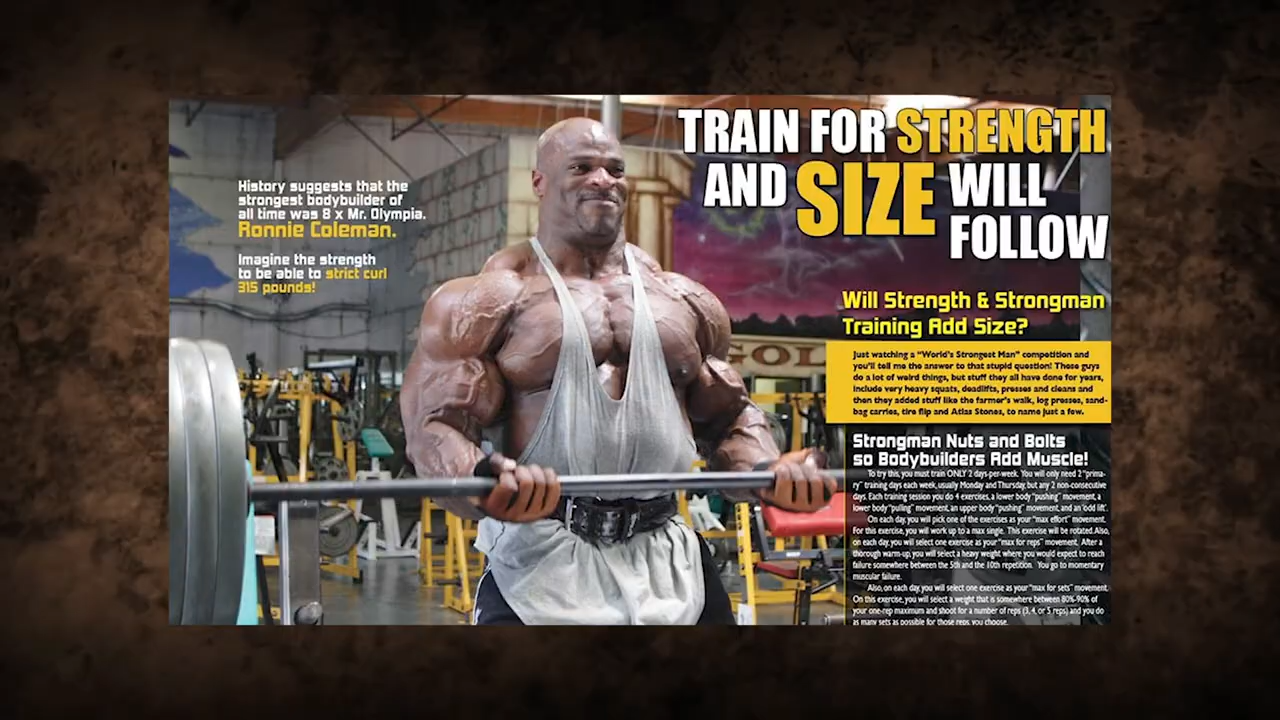 History suggests that the
strongest bodybuilder of
all time was 8 x Mr. Olympia.
Ronnie Coleman.
Imagine the strength
to be able to strict curl
315 pounds!
TRAIN FOR STRENGTH
AND SIZE WILL
FOLLOW
Will Strength & Strongman
Training Add Size?
Just watching a "World's Strongest Man" competition and
you'll tell me the answer to that stupid question! These guys
do a lot of weird things, but stuff they all have done for years,
include very heavy squats, deadlifts, presses and cleans and
then they added stuff like the farmer's walk, log presses, sand-
bag carries, tire flip and Atlas Stones, to name just a few.
Strongman Nuts and Bolts
so Bodybuilders Add Muscle!
To try this, you must train ONLY 2 days-per-week. You will only need 2 "prima-
ry" training days each week, usually Monday and Thursday, but any 2 non-consecutive
days. Each training session you do 4 exercises, a lower body "pushing" movement, a
lower body "pulling" movement, an upper body "pushing" movement, and an 'odd lift'.
On each day, you will pick one of the exercises as your "max effort" movement.
For this exercise, you will work up to a max single. This exercise will be rotated. Also,
on each day, you will select one exercise as your "max for reps" movement. After a
thorough warm-up, you will select a heavy weight where you would expect to reach
failure somewhere between the 5th and the 10th repetition. You go to momentary
muscular failure.
Also, on each day, you will select one exercise as your "max for sets" movement.
On this exercise, you will select a weight that is somewhere between 80%-90% of
your one-rep maximum and shoot for a number of reps (3, 4, or 5 reps) and you do
as many sets as possible for those reps, you choose.
GOL